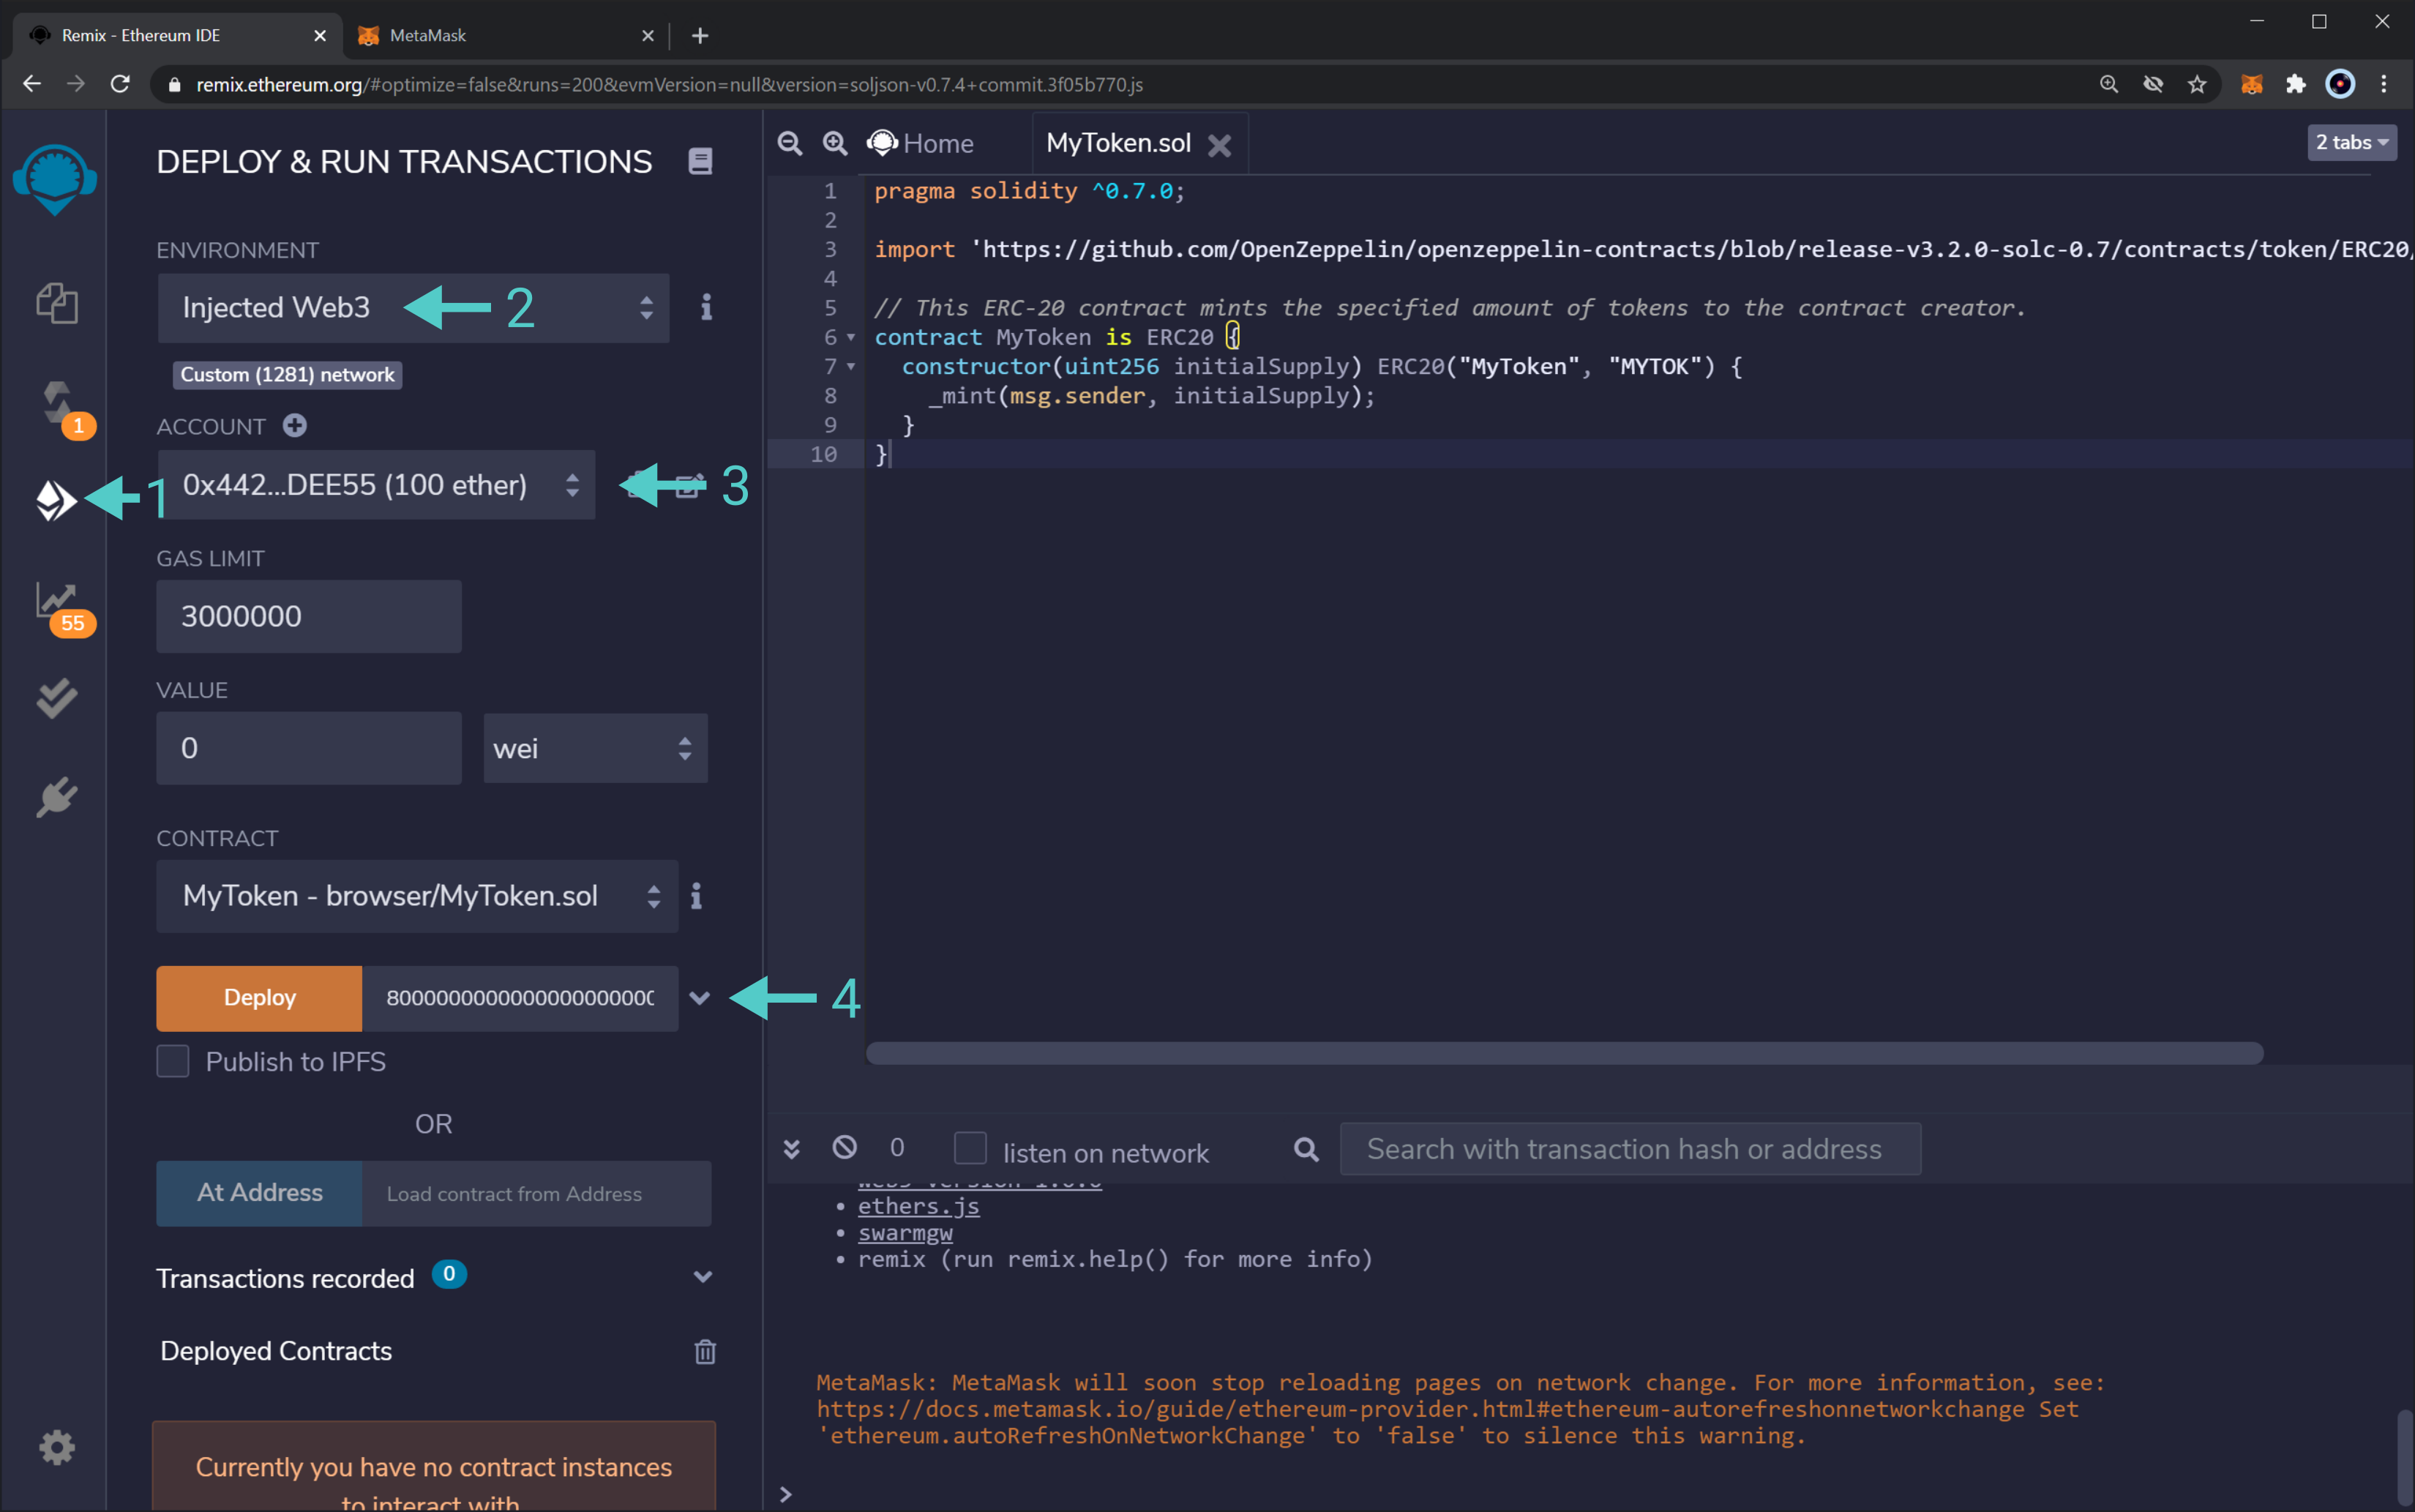 Remix - Ethereum IDE
MetaMask
remix.ethereum.org/#optimize=false&runs=200&evmVersion=null&version=soljson-v0.7.4+commit.3f05b770.js
DEPLOY & RUN TRANSACTIONS
ENVIRONMENT
Injected Web3
2
Custom (1281) network
ACCOUNT
1
1
0x442...DEE55 (100 ether)
3
GAS LIMIT
3000000
55
VALUE
0
wei
CONTRACT
MyToken - browser/MyToken.sol
Deploy
4
Publish to IPFS
OR
At Address
Load contract from Address
Transactions recorded 0
Deployed Contracts
Currently you have no contract instances
to interact with
Home
MyToken.sol
2 tabs
1 pragma solidity ^0.7.0;
2
3 import 'https://github.com/OpenZeppelin/openzeppelin-contracts/blob/release-v3.2.0-solc-0.7/contracts/token/ERC20/
4
5 // This ERC-20 contract mints the specified amount of tokens to the contract creator.
6 contract MyToken is ERC20 {
7 constructor(uint256 initialSupply) ERC20("MyToken", "MYTOK") {
8 _mint(msg.sender, initialSupply);
9 }
10 }
0
listen on network
Search with transaction hash or address
web3 version 1.0.0
• ethers.js
• swarmgw
• remix (run remix.help() for more info)
MetaMask: MetaMask will soon stop reloading pages on network change. For more information, see:
https://docs.metamask.io/guide/ethereum-provider.html#ethereum-autorefreshonnetworkchange Set
'ethereum.autoRefreshOnNetworkChange' to 'false' to silence this warning.
>